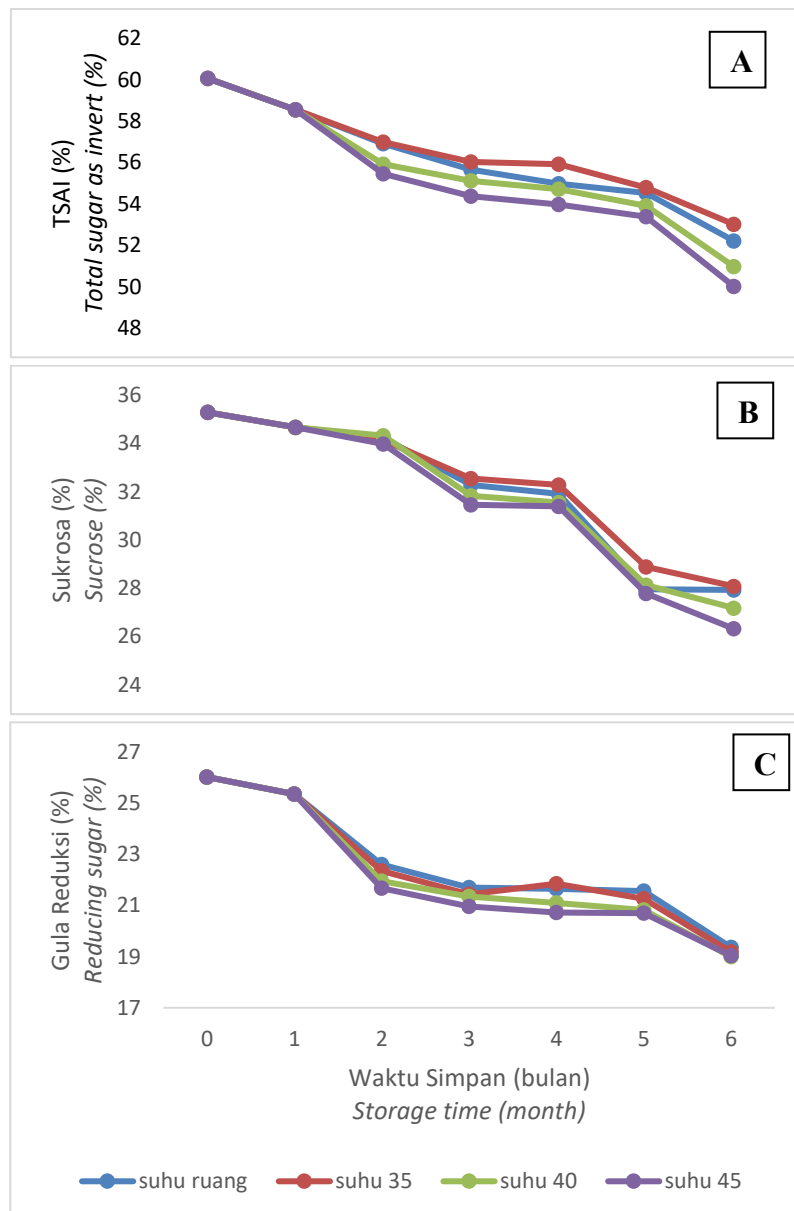 A
TSAI (%)
Total sugar as invert (%)
62
60
58
56
54
52
50
48
B
Sukrosa (%)
Sucrose (%)
36
34
32
30
28
26
24
C
Gula Reduksi (%)
Reducing sugar (%)
27
25
23
21
19
17
0 1 2 3 4 5 6
Waktu Simpan (bulan)
Storage time (month)
suhu ruang suhu 35 suhu 40 suhu 45